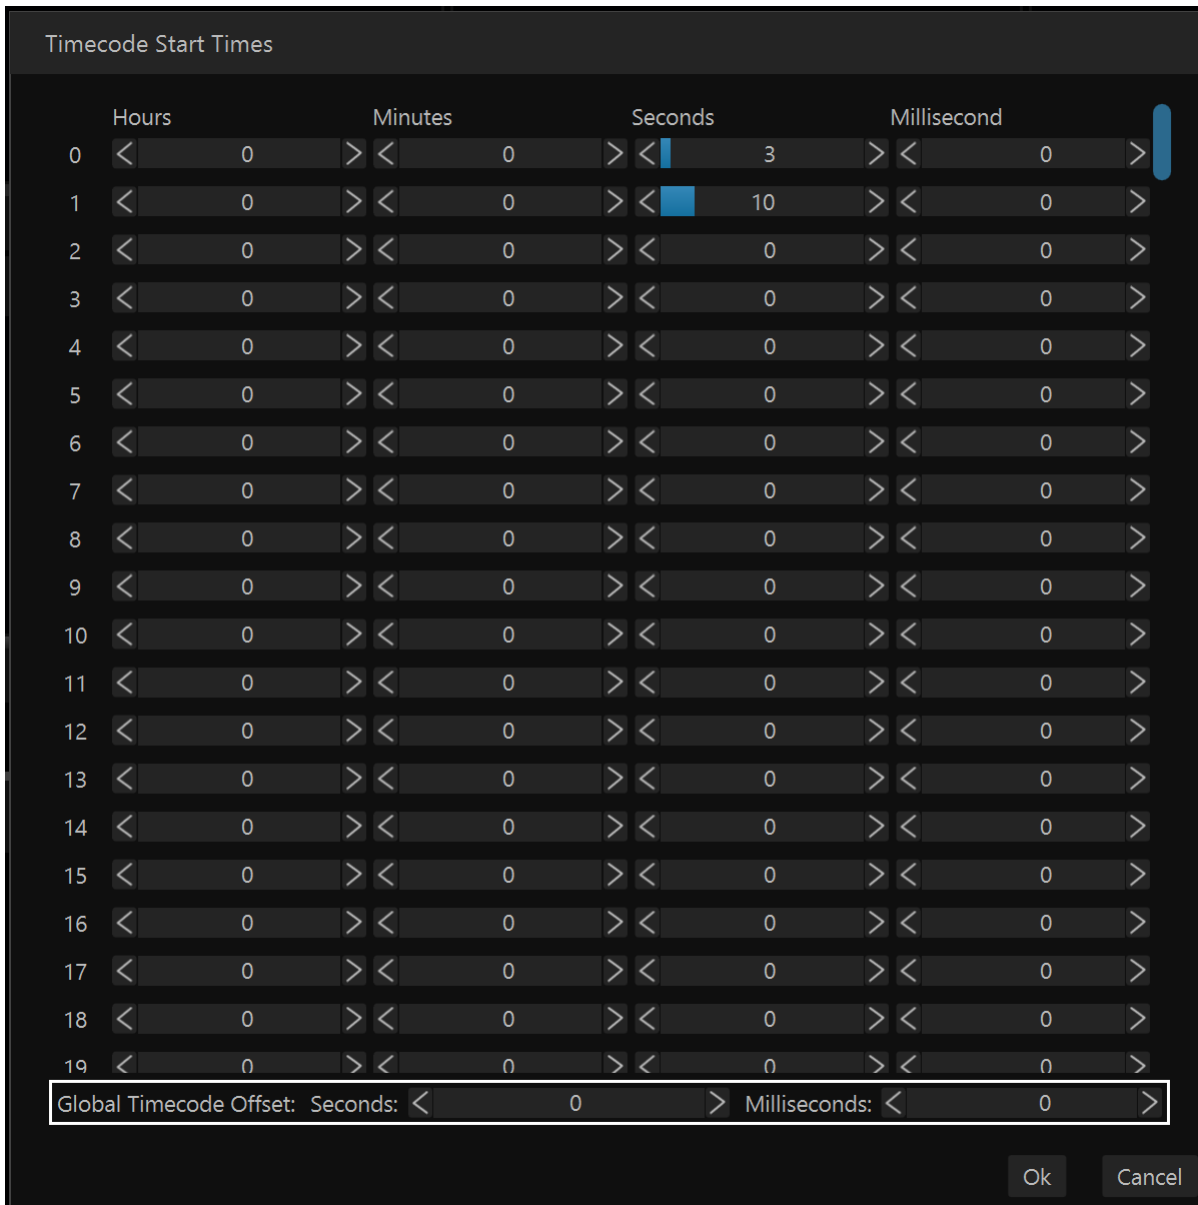 Timecode Start Times
Hours Minutes Seconds Millisecond
0 0 0 3 0
1 0 0 10 0
2 0 0 0 0
3 0 0 0 0
4 0 0 0 0
5 0 0 0 0
6 0 0 0 0
7 0 0 0 0
8 0 0 0 0
9 0 0 0 0
10 0 0 0 0
11 0 0 0 0
12 0 0 0 0
13 0 0 0 0
14 0 0 0 0
15 0 0 0 0
16 0 0 0 0
17 0 0 0 0
18 0 0 0 0
19 0 0 0 0
Global Timecode Offset: Seconds: 0 Milliseconds: 0
Ok Cancel